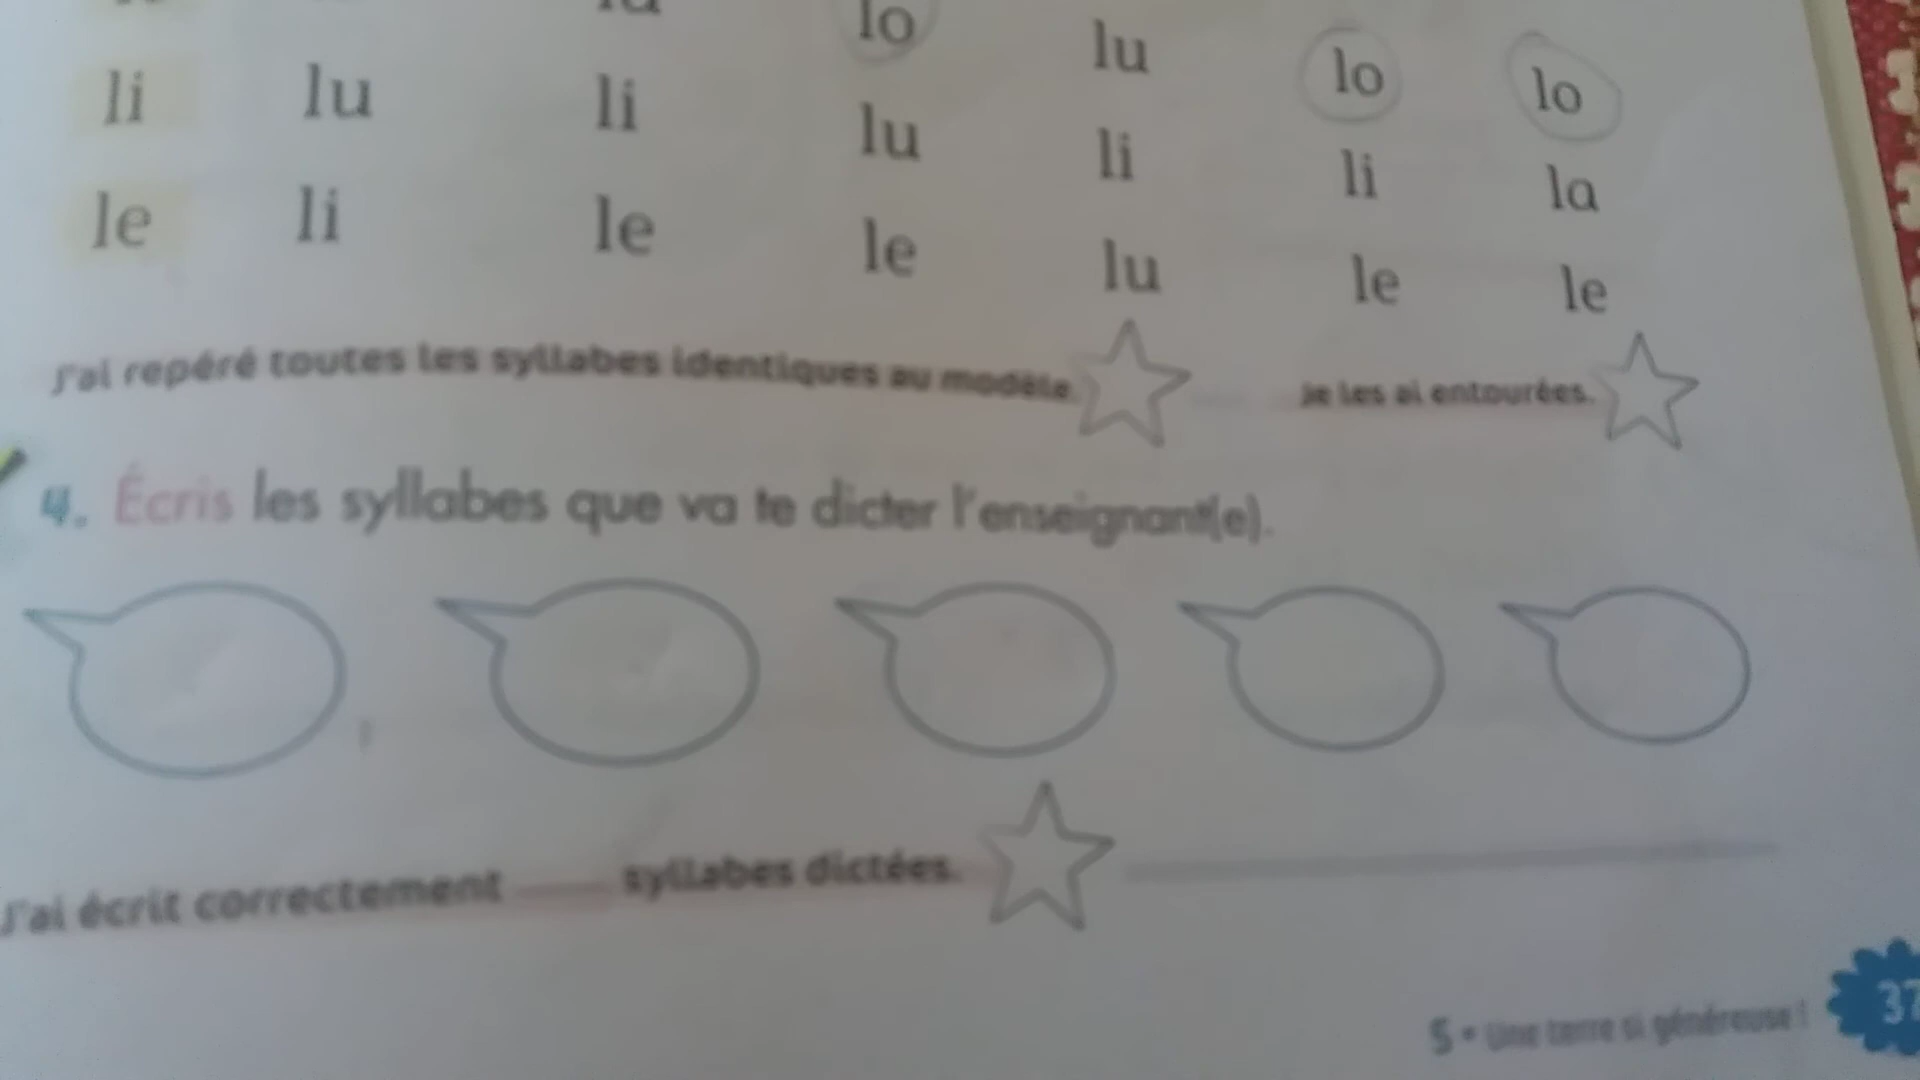 lo
lu lo lo
li lu li lu li li la
le li le le lu le le
J'ai repéré toutes les syllabes identiques au modèle. Je les ai entourées.
4. Écris les syllabes que va te dicter l'enseignant(e).
J'ai écrit correctement ____ syllabes dictées.
5 • Une terre si généreuse !
37